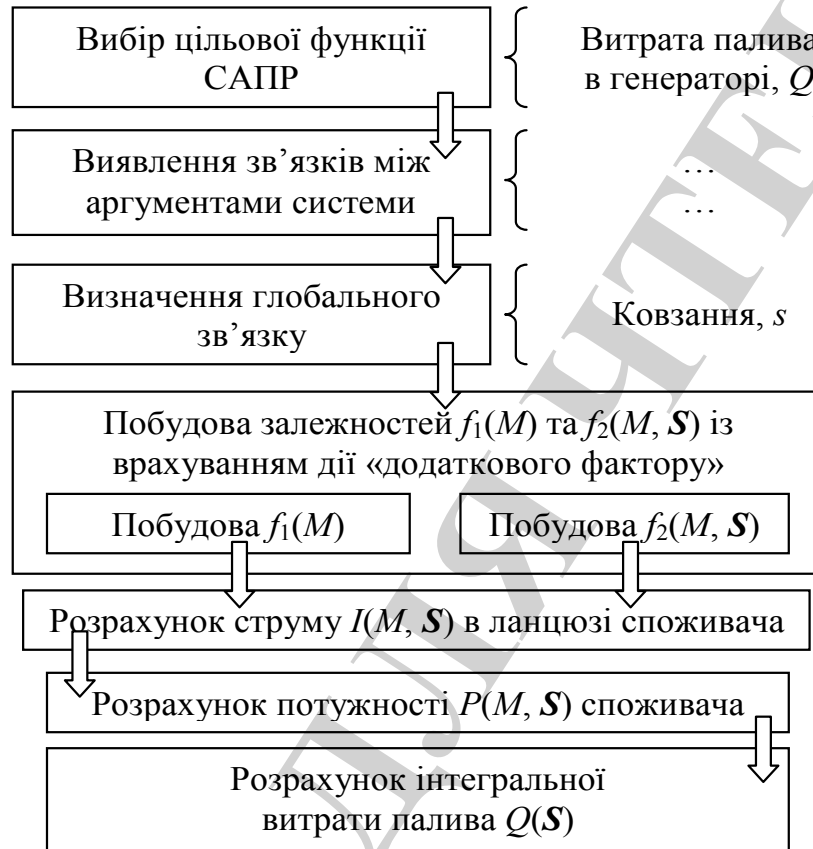 Вибір цільової функції
САПР
Витрата палива
в генераторі, Q
Виявлення зв’язків між
аргументами системи
…
…
Визначення глобального
зв’язку
Ковзання, s
Побудова залежностей f₁(M) та f₂(M, S) із
врахуванням дії «додаткового фактору»
Побудова f₁(M)
Побудова f₂(M, S)
Розрахунок струму I(M, S) в ланцюзі споживача
Розрахунок потужності P(M, S) споживача
Розрахунок інтегральної
витрати палива Q(S)
ДЛЯ ЧТЕ